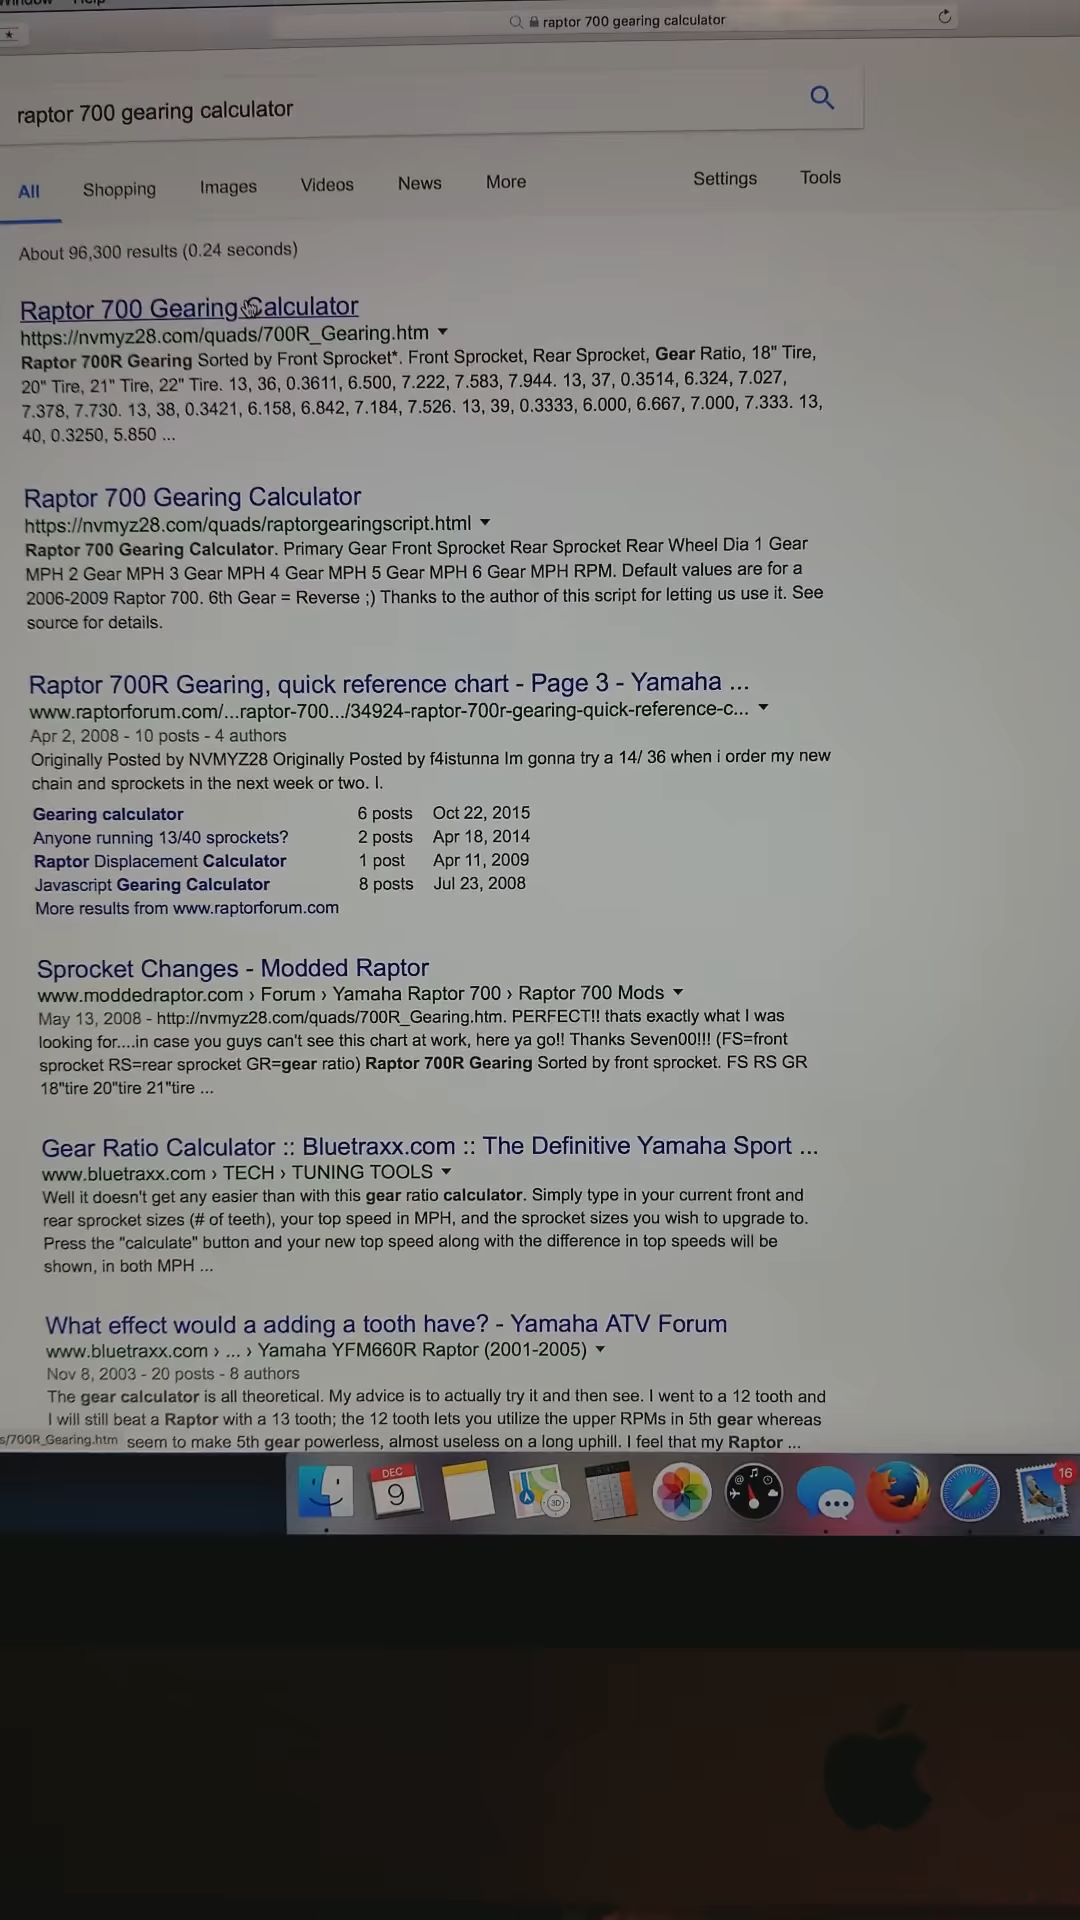 Help
raptor 700 gearing calculator
raptor 700 gearing calculator
All Shopping Images Videos News More Settings Tools
About 96,300 results (0.24 seconds)
Raptor 700 Gearing Calculator
https://nvmyz28.com/quads/700R_Gearing.htm
Raptor 700R Gearing Sorted by Front Sprocket*. Front Sprocket, Rear Sprocket, Gear Ratio, 18" Tire,
20" Tire, 21" Tire, 22" Tire. 13, 36, 0.3611, 6.500, 7.222, 7.583, 7.944. 13, 37, 0.3514, 6.324, 7.027,
7.378, 7.730. 13, 38, 0.3421, 6.158, 6.842, 7.184, 7.526. 13, 39, 0.3333, 6.000, 6.667, 7.000, 7.333. 13,
40, 0.3250, 5.850 ...
Raptor 700 Gearing Calculator
https://nvmyz28.com/quads/raptorgearingscript.html
Raptor 700 Gearing Calculator. Primary Gear Front Sprocket Rear Sprocket Rear Wheel Dia 1 Gear
MPH 2 Gear MPH 3 Gear MPH 4 Gear MPH 5 Gear MPH 6 Gear MPH RPM. Default values are for a
2006-2009 Raptor 700. 6th Gear = Reverse ;) Thanks to the author of this script for letting us use it. See
source for details.
Raptor 700R Gearing, quick reference chart - Page 3 - Yamaha ...
www.raptorforum.com/...raptor-700.../34924-raptor-700r-gearing-quick-reference-c...
Apr 2, 2008 - 10 posts - 4 authors
Originally Posted by NVMYZ28 Originally Posted by f4istunna Im gonna try a 14/ 36 when i order my new
chain and sprockets in the next week or two. I.
Gearing calculator 6 posts Oct 22, 2015
Anyone running 13/40 sprockets? 2 posts Apr 18, 2014
Raptor Displacement Calculator 1 post Apr 11, 2009
Javascript Gearing Calculator 8 posts Jul 23, 2008
More results from www.raptorforum.com
Sprocket Changes - Modded Raptor
www.moddedraptor.com › Forum › Yamaha Raptor 700 › Raptor 700 Mods
May 13, 2008 - http://nvmyz28.com/quads/700R_Gearing.htm. PERFECT!! thats exactly what I was
looking for....in case you guys can't see this chart at work, here ya go!! Thanks Seven00!!! (FS=front
sprocket RS=rear sprocket GR=gear ratio) Raptor 700R Gearing Sorted by front sprocket. FS RS GR
18"tire 20"tire 21"tire ...
Gear Ratio Calculator :: Bluetraxx.com :: The Definitive Yamaha Sport ...
www.bluetraxx.com › TECH › TUNING TOOLS
Well it doesn't get any easier than with this gear ratio calculator. Simply type in your current front and
rear sprocket sizes (# of teeth), your top speed in MPH, and the sprocket sizes you wish to upgrade to.
Press the "calculate" button and your new top speed along with the difference in top speeds will be
shown, in both MPH ...
What effect would a adding a tooth have? - Yamaha ATV Forum
www.bluetraxx.com › ... › Yamaha YFM660R Raptor (2001-2005)
Nov 8, 2003 - 20 posts - 8 authors
The gear calculator is all theoretical. My advice is to actually try it and then see. I went to a 12 tooth and
I will still beat a Raptor with a 13 tooth; the 12 tooth lets you utilize the upper RPMs in 5th gear whereas
s/700R_Gearing.htm seem to make 5th gear powerless, almost useless on a long uphill. I feel that my Raptor ...
DEC
9
3D
16